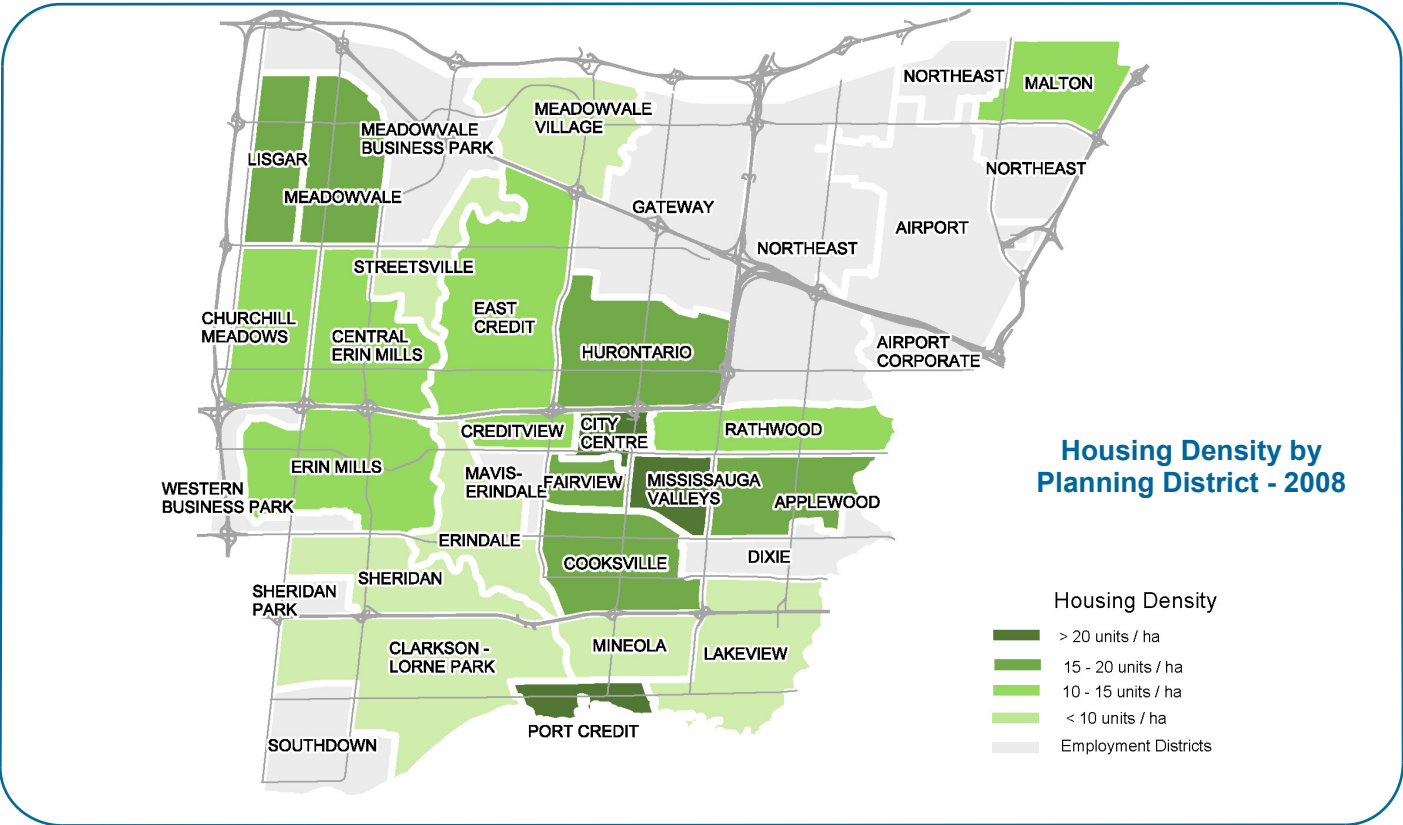 NORTHEAST
MALTON
MEADOWVALE
VILLAGE
MEADOWVALE
BUSINESS PARK
LISGAR
NORTHEAST
MEADOWVALE
GATEWAY
AIRPORT
NORTHEAST
STREETSVILLE
EAST
CREDIT
CHURCHILL
MEADOWS
CENTRAL
ERIN MILLS
HURONTARIO
AIRPORT
CORPORATE
CREDITVIEW
CITY
CENTRE
RATHWOOD
Housing Density by
Planning District - 2008
ERIN MILLS
MAVIS-
ERINDALE
FAIRVIEW
MISSISSAUGA
VALLEYS
APPLEWOOD
WESTERN
BUSINESS PARK
ERINDALE
COOKSVILLE
DIXIE
SHERIDAN
SHERIDAN
PARK
CLARKSON -
LORNE PARK
MINEOLA
LAKEVIEW
PORT CREDIT
SOUTHDOWN
Housing Density
> 20 units / ha
15 - 20 units / ha
10 - 15 units / ha
< 10 units / ha
Employment Districts